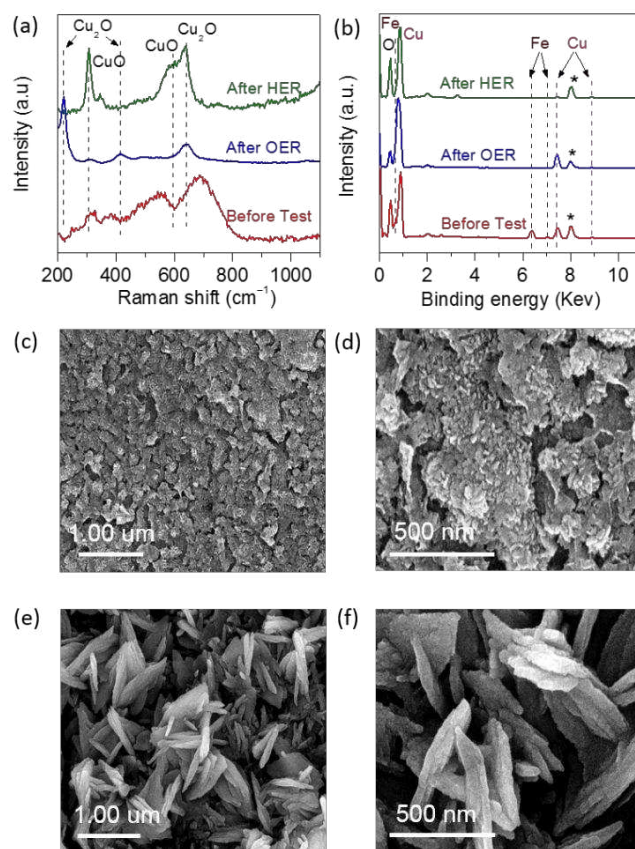 (a)
Cu₂O
CuO
CuO
Cu₂O
After HER
After OER
Before Test
Intensity (a.u)
200 400 600 800 1000
Raman shift (cm⁻¹)
(b)
Fe
O
Cu
Fe
Cu
After HER
*
After OER
*
Before Test
*
Intensity (a.u.)
0 2 4 6 8 10
Binding energy (Kev)
(c)
1.00 um
(d)
500 nm
(e)
1.00 um
(f)
500 nm